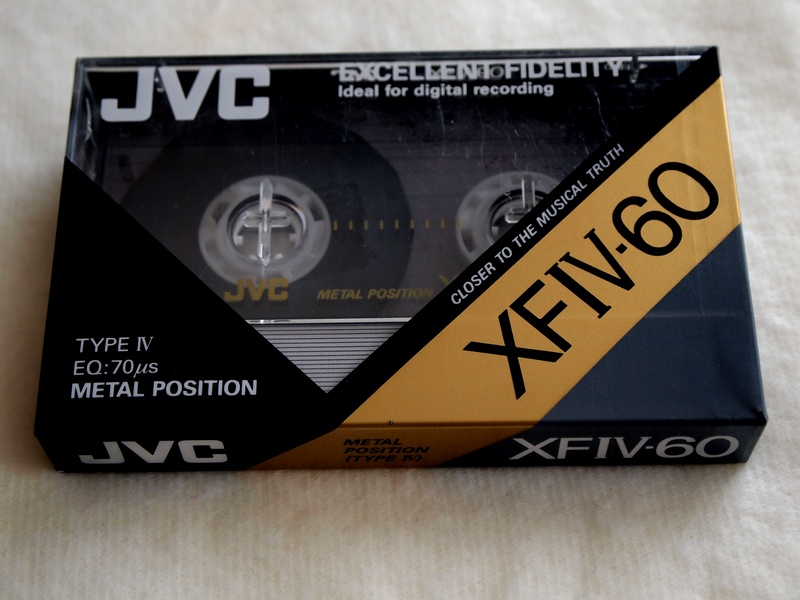 JVC
EXCELLENT FIDELITY
Ideal for digital recording
CLOSER TO THE MUSICAL TRUTH
XFIV-60
JVC
METAL POSITION
TYPE IV
EQ:70µs
METAL POSITION
JVC
METAL
POSITION
(TYPE IV)
XFIV-60